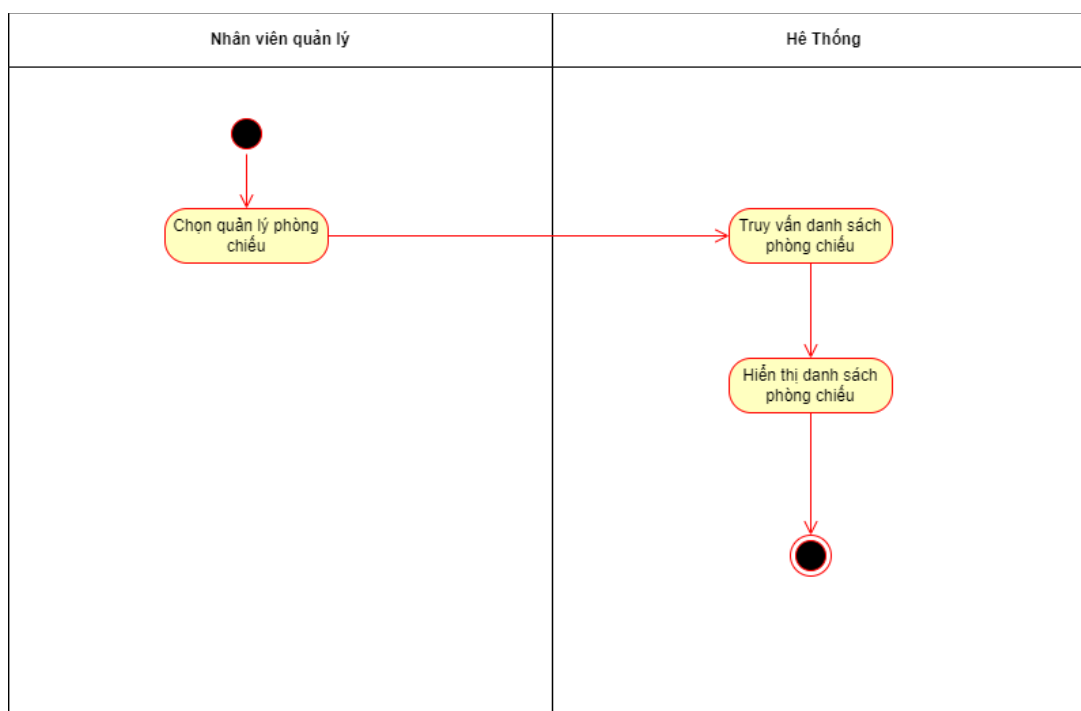 Nhân viên quản lý
Hê Thống
Chọn quản lý phòng
chiếu
Truy vấn danh sách
phòng chiếu
Hiển thị danh sách
phòng chiếu